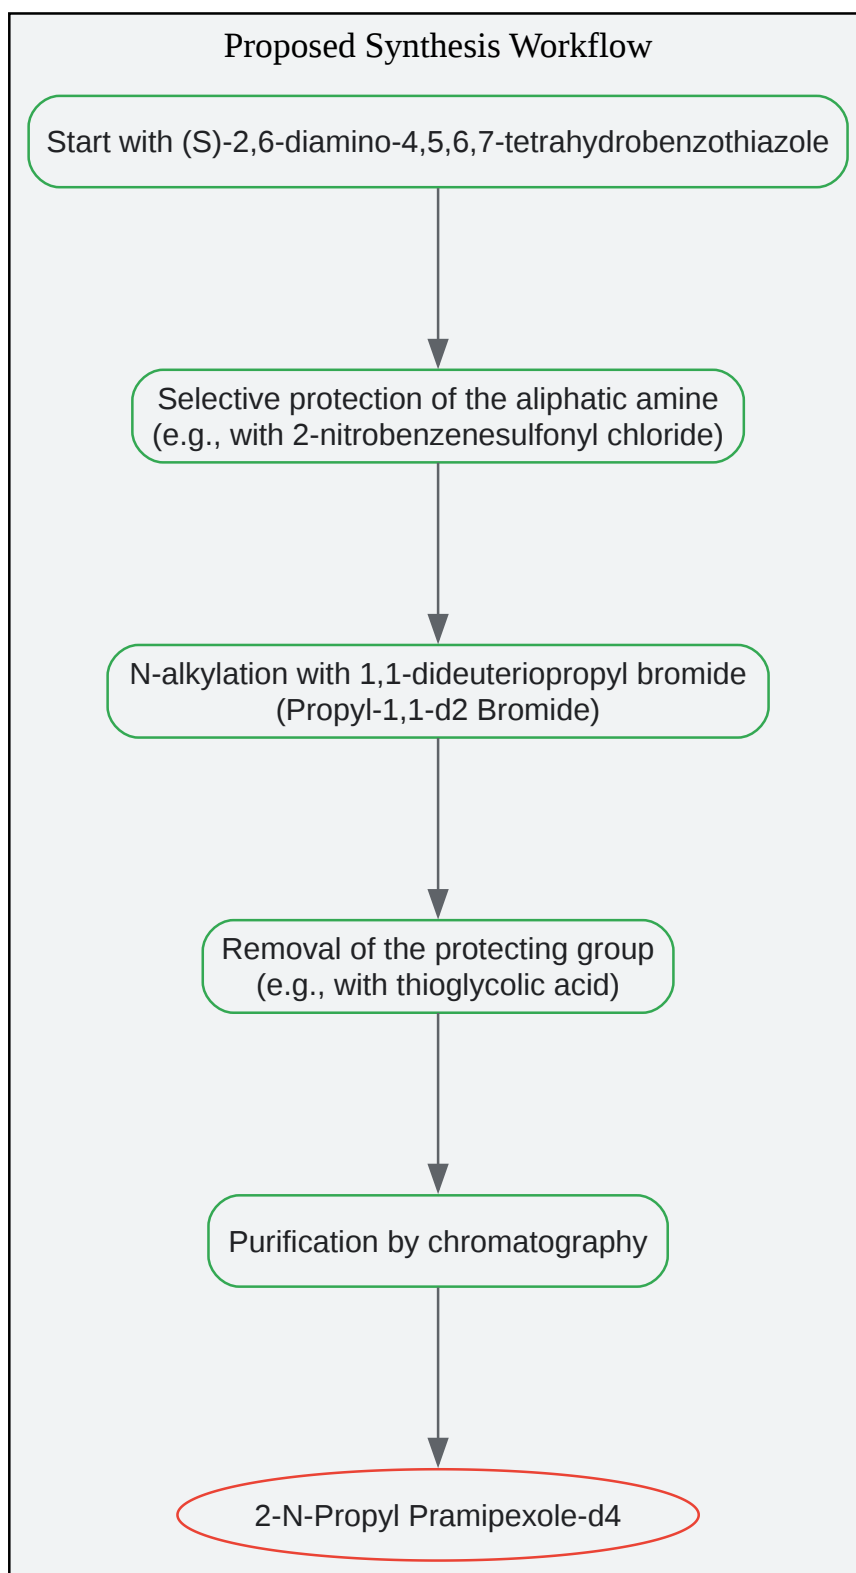 Proposed Synthesis Workflow
Start with (S)-2,6-diamino-4,5,6,7-tetrahydrobenzothiazole
Selective protection of the aliphatic amine
(e.g., with 2-nitrobenzenesulfonyl chloride)
N-alkylation with 1,1-dideuteriopropyl bromide
(Propyl-1,1-d2 Bromide)
Removal of the protecting group
(e.g., with thioglycolic acid)
Purification by chromatography
2-N-Propyl Pramipexole-d4